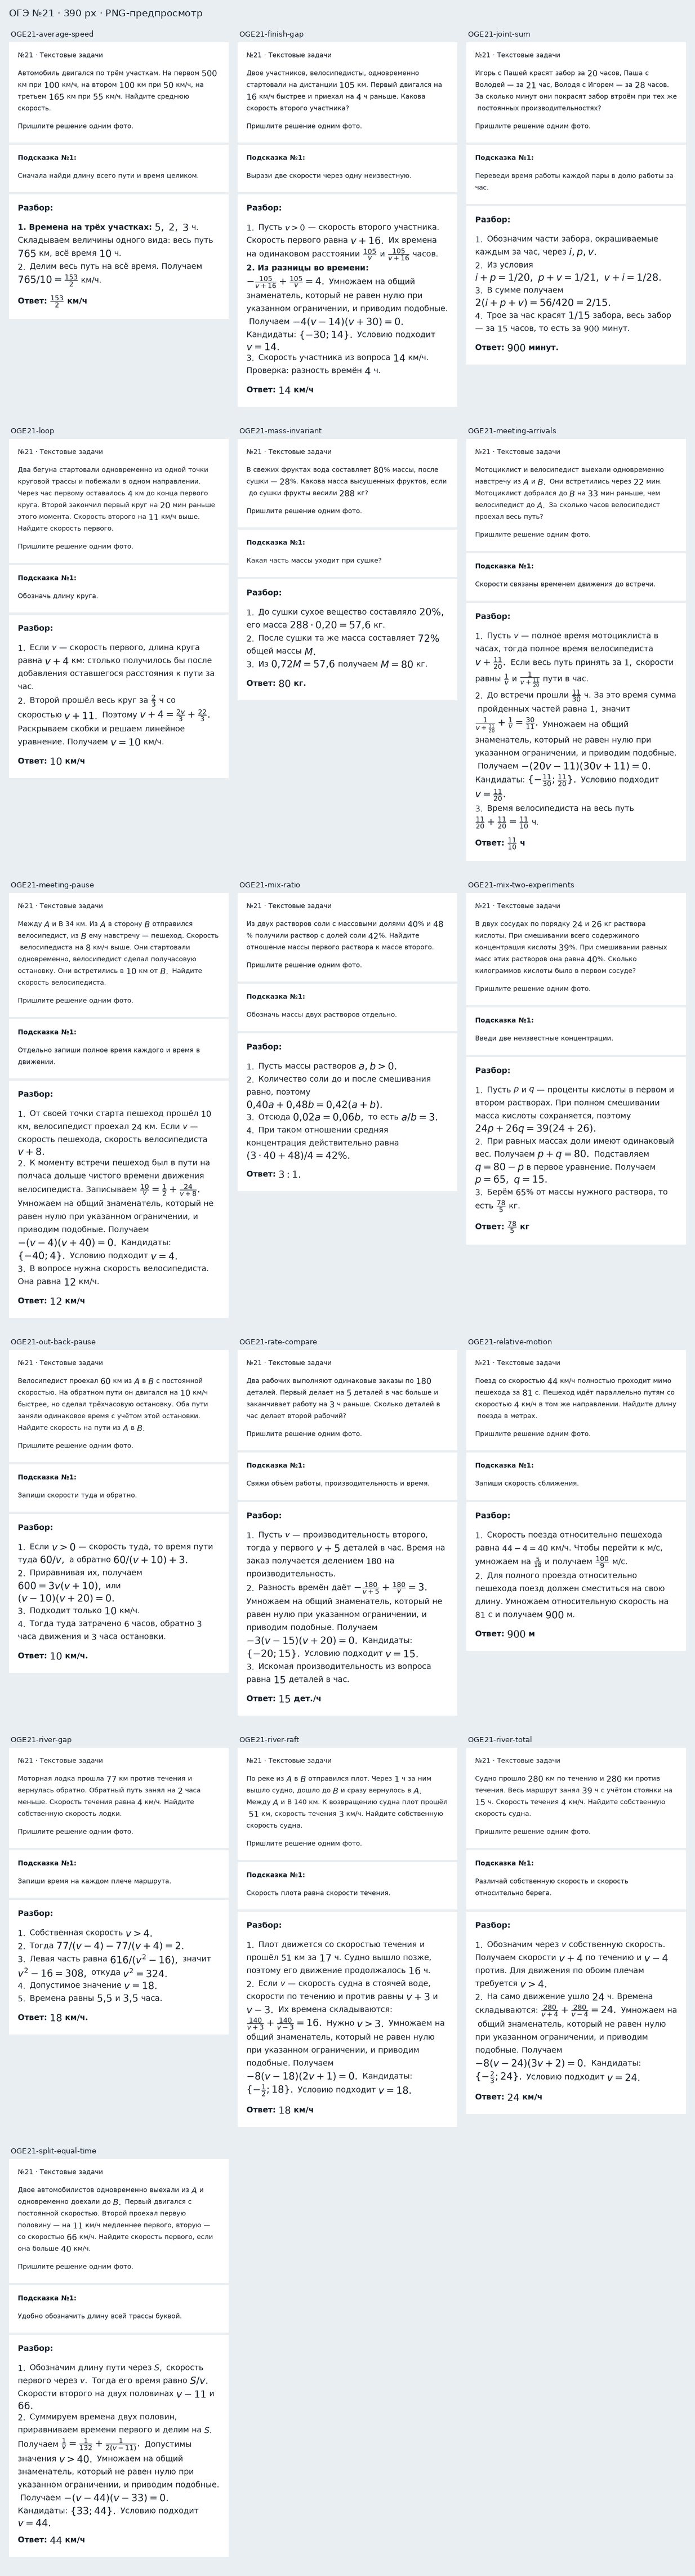 ОГЭ №21 · 390 px · PNG-предпросмотр
OGE21-average-speed
№21 · Текстовые задачи
Автомобиль двигался по трём участкам. На первом 500
км при 100 км/ч, на втором 100 км при 50 км/ч, на
третьем 165 км при 55 км/ч. Найдите среднюю
скорость.
Пришлите решение одним фото.
Подсказка №1:
Сначала найди длину всего пути и время целиком.
Разбор:
1. Времена на трёх участках: 5, 2, 3 ч.
Складываем величины одного вида: весь путь
765 км, всё время 10 ч.
2. Делим весь путь на всё время. Получаем
765/10 = 153/2 км/ч.
Ответ: 153/2 км/ч
OGE21-finish-gap
№21 · Текстовые задачи
Двое участников, велосипедисты, одновременно
стартовали на дистанции 105 км. Первый двигался на
16 км/ч быстрее и приехал на 4 ч раньше. Какова
скорость второго участника?
Пришлите решение одним фото.
Подсказка №1:
Вырази две скорости через одну неизвестную.
Разбор:
1. Пусть v > 0 — скорость второго участника.
Скорость первого равна v + 16. Их времена
на одинаковом расстоянии 105/v и 105/(v+16) часов.
2. Из разницы во времени:
−105/(v+16) + 105/v = 4. Умножаем на общий
знаменатель, который не равен нулю при
указанном ограничении, и приводим подобные.
Получаем −4(v − 14)(v + 30) = 0.
Кандидаты: {−30; 14}. Условию подходит
v = 14.
3. Скорость участника из вопроса 14 км/ч.
Проверка: разность времён 4 ч.
Ответ: 14 км/ч
OGE21-joint-sum
№21 · Текстовые задачи
Игорь с Пашей красят забор за 20 часов, Паша с
Володей — за 21 час, Володя с Игорем — за 28 часов.
За сколько минут они покрасят забор втроём при тех же
постоянных производительностях?
Пришлите решение одним фото.
Подсказка №1:
Переведи время работы каждой пары в долю работы за
час.
Разбор:
1. Обозначим части забора, окрашиваемые
каждым за час, через i, p, v.
2. Из условия
i + p = 1/20, p + v = 1/21, v + i = 1/28.
3. В сумме получаем
2(i + p + v) = 56/420 = 2/15.
4. Трое за час красят 1/15 забора, весь забор
— за 15 часов, то есть за 900 минут.
Ответ: 900 минут.
OGE21-loop
№21 · Текстовые задачи
Два бегуна стартовали одновременно из одной точки
круговой трассы и побежали в одном направлении.
Через час первому оставалось 4 км до конца первого
круга. Второй закончил первый круг на 20 мин раньше
этого момента. Скорость второго на 11 км/ч выше.
Найдите скорость первого.
Пришлите решение одним фото.
Подсказка №1:
Обозначь длину круга.
Разбор:
1. Если v — скорость первого, длина круга
равна v + 4 км: столько получилось бы после
добавления оставшегося расстояния к пути за
час.
2. Второй прошёл весь круг за 2/3 ч со
скоростью v + 11. Поэтому v + 4 = 2v/3 + 22/3.
Раскрываем скобки и решаем линейное
уравнение. Получаем v = 10 км/ч.
Ответ: 10 км/ч
OGE21-mass-invariant
№21 · Текстовые задачи
В свежих фруктах вода составляет 80% массы, после
сушки — 28%. Какова масса высушенных фруктов, если
до сушки фрукты весили 288 кг?
Пришлите решение одним фото.
Подсказка №1:
Какая часть массы уходит при сушке?
Разбор:
1. До сушки сухое вещество составляло 20%,
его масса 288 · 0,20 = 57,6 кг.
2. После сушки та же масса составляет 72%
общей массы M.
3. Из 0,72M = 57,6 получаем M = 80 кг.
Ответ: 80 кг.
OGE21-meeting-arrivals
№21 · Текстовые задачи
Мотоциклист и велосипедист выехали одновременно
навстречу из A и B. Они встретились через 22 мин.
Мотоциклист добрался до B на 33 мин раньше, чем
велосипедист до A. За сколько часов велосипедист
проехал весь путь?
Пришлите решение одним фото.
Подсказка №1:
Скорости связаны временем движения до встречи.
Разбор:
1. Пусть v — полное время мотоциклиста в
часах, тогда полное время велосипедиста
v + 11/20. Если весь путь принять за 1, скорости
равны 1/v и 1/(v+11/20) пути в час.
2. До встречи прошли 11/30 ч. За это время сумма
пройденных частей равна 1, значит
1/(v+11/20) + 1/v = 30/11. Умножаем на общий
знаменатель, который не равен нулю при
указанном ограничении, и приводим подобные.
Получаем −(20v − 11)(30v + 11) = 0.
Кандидаты: {−11/30; 11/20}. Условию подходит
v = 11/20.
3. Время велосипедиста на весь путь
11/20 + 11/20 = 11/10 ч.
Ответ: 11/10 ч
OGE21-meeting-pause
№21 · Текстовые задачи
Между A и B 34 км. Из A в сторону B отправился
велосипедист, из B ему навстречу — пешеход. Скорость
велосипедиста на 8 км/ч выше. Они стартовали
одновременно, велосипедист сделал получасовую
остановку. Они встретились в 10 км от B. Найдите
скорость велосипедиста.
Пришлите решение одним фото.
Подсказка №1:
Отдельно запиши полное время каждого и время в
движении.
Разбор:
1. От своей точки старта пешеход прошёл 10
км, велосипедист проехал 24 км. Если v —
скорость пешехода, скорость велосипедиста
v + 8.
2. К моменту встречи пешеход был в пути на
полчаса дольше чистого времени движения
велосипедиста. Записываем 10/v = 1/2 + 24/(v+8).
Умножаем на общий знаменатель, который не
равен нулю при указанном ограничении, и
приводим подобные. Получаем
−(v − 4)(v + 40) = 0. Кандидаты:
{−40; 4}. Условию подходит v = 4.
3. В вопросе нужна скорость велосипедиста.
Она равна 12 км/ч.
Ответ: 12 км/ч
OGE21-mix-ratio
№21 · Текстовые задачи
Из двух растворов соли с массовыми долями 40% и 48
% получили раствор с долей соли 42%. Найдите
отношение массы первого раствора к массе второго.
Пришлите решение одним фото.
Подсказка №1:
Обозначь массы двух растворов отдельно.
Разбор:
1. Пусть массы растворов a, b > 0.
2. Количество соли до и после смешивания
равно, поэтому
0,40a + 0,48b = 0,42(a + b).
3. Отсюда 0,02a = 0,06b, то есть a/b = 3.
4. При таком отношении средняя
концентрация действительно равна
(3 · 40 + 48)/4 = 42%.
Ответ: 3 : 1.
OGE21-mix-two-experiments
№21 · Текстовые задачи
В двух сосудах по порядку 24 и 26 кг раствора
кислоты. При смешивании всего содержимого
концентрация кислоты 39%. При смешивании равных
масс этих растворов она равна 40%. Сколько
килограммов кислоты было в первом сосуде?
Пришлите решение одним фото.
Подсказка №1:
Введи две неизвестные концентрации.
Разбор:
1. Пусть p и q — проценты кислоты в первом и
втором растворах. При полном смешивании
масса кислоты сохраняется, поэтому
24p + 26q = 39(24 + 26).
2. При равных массах доли имеют одинаковый
вес. Получаем p + q = 80. Подставляем
q = 80 − p в первое уравнение. Получаем
p = 65, q = 15.
3. Берём 65% от массы нужного раствора, то
есть 78/5 кг.
Ответ: 78/5 кг
OGE21-out-back-pause
№21 · Текстовые задачи
Велосипедист проехал 60 км из A в B с постоянной
скоростью. На обратном пути он двигался на 10 км/ч
быстрее, но сделал трёхчасовую остановку. Оба пути
заняли одинаковое время с учётом этой остановки.
Найдите скорость на пути из A в B.
Пришлите решение одним фото.
Подсказка №1:
Запиши скорости туда и обратно.
Разбор:
1. Если v > 0 — скорость туда, то время пути
туда 60/v, а обратно 60/(v + 10) + 3.
2. Приравнивая их, получаем
600 = 3v(v + 10), или
(v − 10)(v + 20) = 0.
3. Подходит только 10 км/ч.
4. Тогда туда затрачено 6 часов, обратно 3
часа движения и 3 часа остановки.
Ответ: 10 км/ч.
OGE21-rate-compare
№21 · Текстовые задачи
Два рабочих выполняют одинаковые заказы по 180
деталей. Первый делает на 5 деталей в час больше и
заканчивает работу на 3 ч раньше. Сколько деталей в
час делает второй рабочий?
Пришлите решение одним фото.
Подсказка №1:
Свяжи объём работы, производительность и время.
Разбор:
1. Пусть v — производительность второго,
тогда у первого v + 5 деталей в час. Время на
заказ получается делением 180 на
производительность.
2. Разность времён даёт −180/(v+5) + 180/v = 3.
Умножаем на общий знаменатель, который не
равен нулю при указанном ограничении, и
приводим подобные. Получаем
−3(v − 15)(v + 20) = 0. Кандидаты:
{−20; 15}. Условию подходит v = 15.
3. Искомая производительность из вопроса
равна 15 деталей в час.
Ответ: 15 дет./ч
OGE21-relative-motion
№21 · Текстовые задачи
Поезд со скоростью 44 км/ч полностью проходит мимо
пешехода за 81 с. Пешеход идёт параллельно путям со
скоростью 4 км/ч в том же направлении. Найдите длину
поезда в метрах.
Пришлите решение одним фото.
Подсказка №1:
Запиши скорость сближения.
Разбор:
1. Скорость поезда относительно пешехода
равна 44 − 4 = 40 км/ч. Чтобы перейти к м/с,
умножаем на 5/18 и получаем 100/9 м/с.
2. Для полного проезда относительно
пешехода поезд должен сместиться на свою
длину. Умножаем относительную скорость на
81 с и получаем 900 м.
Ответ: 900 м
OGE21-river-gap
№21 · Текстовые задачи
Моторная лодка прошла 77 км против течения и
вернулась обратно. Обратный путь занял на 2 часа
меньше. Скорость течения равна 4 км/ч. Найдите
собственную скорость лодки.
Пришлите решение одним фото.
Подсказка №1:
Запиши время на каждом плече маршрута.
Разбор:
1. Собственная скорость v > 4.
2. Тогда 77/(v − 4) − 77/(v + 4) = 2.
3. Левая часть равна 616/(v² − 16), значит
v² − 16 = 308, откуда v² = 324.
4. Допустимое значение v = 18.
5. Времена равны 5,5 и 3,5 часа.
Ответ: 18 км/ч.
OGE21-river-raft
№21 · Текстовые задачи
По реке из A в B отправился плот. Через 1 ч за ним
вышло судно, дошло до B и сразу вернулось в A.
Между A и B 140 км. К возвращению судна плот прошёл
51 км, скорость течения 3 км/ч. Найдите собственную
скорость судна.
Пришлите решение одним фото.
Подсказка №1:
Скорость плота равна скорости течения.
Разбор:
1. Плот движется со скоростью течения и
прошёл 51 км за 17 ч. Судно вышло позже,
поэтому его движение продолжалось 16 ч.
2. Если v — скорость судна в стоячей воде,
скорости по течению и против равны v + 3 и
v − 3. Их времена складываются:
140/(v+3) + 140/(v−3) = 16. Нужно v > 3. Умножаем на
общий знаменатель, который не равен нулю
при указанном ограничении, и приводим
подобные. Получаем
−8(v − 18)(2v + 1) = 0. Кандидаты:
{−1/2; 18}. Условию подходит v = 18.
Ответ: 18 км/ч
OGE21-river-total
№21 · Текстовые задачи
Судно прошло 280 км по течению и 280 км против
течения. Весь маршрут занял 39 ч с учётом стоянки на
15 ч. Скорость течения 4 км/ч. Найдите собственную
скорость судна.
Пришлите решение одним фото.
Подсказка №1:
Различай собственную скорость и скорость
относительно берега.
Разбор:
1. Обозначим через v собственную скорость.
Получаем скорости v + 4 по течению и v − 4
против. Для движения по обоим плечам
требуется v > 4.
2. На само движение ушло 24 ч. Времена
складываются: 280/(v+4) + 280/(v−4) = 24. Умножаем на
общий знаменатель, который не равен нулю
при указанном ограничении, и приводим
подобные. Получаем
−8(v − 24)(3v + 2) = 0. Кандидаты:
{−2/3; 24}. Условию подходит v = 24.
Ответ: 24 км/ч
OGE21-split-equal-time
№21 · Текстовые задачи
Двое автомобилистов одновременно выехали из A и
одновременно доехали до B. Первый двигался с
постоянной скоростью. Второй проехал первую
половину — на 11 км/ч медленнее первого, вторую —
со скоростью 66 км/ч. Найдите скорость первого, если
она больше 40 км/ч.
Пришлите решение одним фото.
Подсказка №1:
Удобно обозначить длину всей трассы буквой.
Разбор:
1. Обозначим длину пути через S, скорость
первого через v. Тогда его время равно S/v.
Скорости второго на двух половинах v − 11 и
66.
2. Суммируем времена двух половин,
приравниваем времени первого и делим на S.
Получаем 1/v = 1/132 + 1/(2(v−11)). Допустимы
значения v > 40. Умножаем на общий
знаменатель, который не равен нулю при
указанном ограничении, и приводим подобные.
Получаем −(v − 44)(v − 33) = 0.
Кандидаты: {33; 44}. Условию подходит
v = 44.
Ответ: 44 км/ч